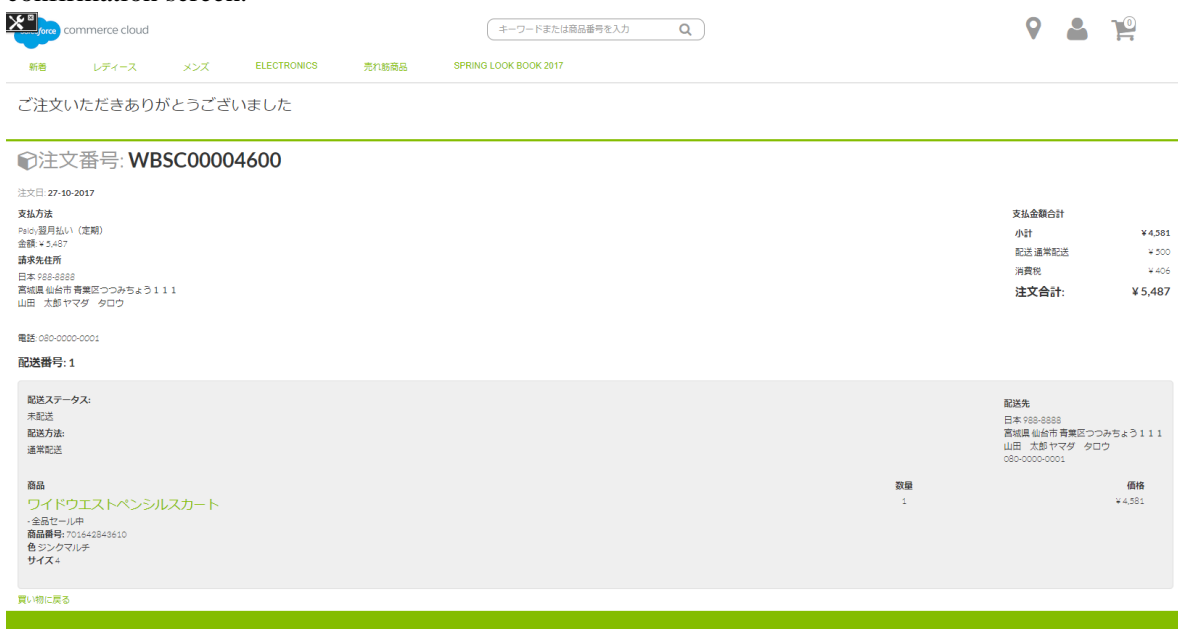 commerce cloud
キーワードまたは商品番号を入力
0
新着 レディース メンズ ELECTRONICS 売れ筋商品 SPRING LOOK BOOK 2017
ご注文いただきありがとうございました
注文番号: WBSC00004600
注文日: 27-10-2017
支払方法
Paidy翌月払い（定期）
金額: ¥ 5,487
請求先住所
日本 988-8888
宮城県 仙台市 青葉区つつみちょう１１１
山田　太郎 ヤマダ　タロウ
電話: 080-0000-0001
支払金額合計
小計 ¥ 4,581
配送 通常配送 ¥ 500
消費税 ¥ 406
注文合計: ¥ 5,487
配送番号: 1
配送ステータス:
未配送
配送方法:
通常配送
配送先
日本 988-8888
宮城県 仙台市 青葉区つつみちょう１１１
山田　太郎 ヤマダ　タロウ
080-0000-0001
商品 数量 価格
ワイドウエストペンシルスカート 1 ¥ 4,581
- 全品セール中
商品番号: 701642843610
色 ジンクマルチ
サイズ 4
買い物に戻る